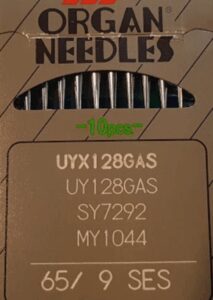 ORGAN
NEEDLES
-10pcs-
UYX128GAS
UY128GAS
SY7292
MY1044
65/ 9 SES